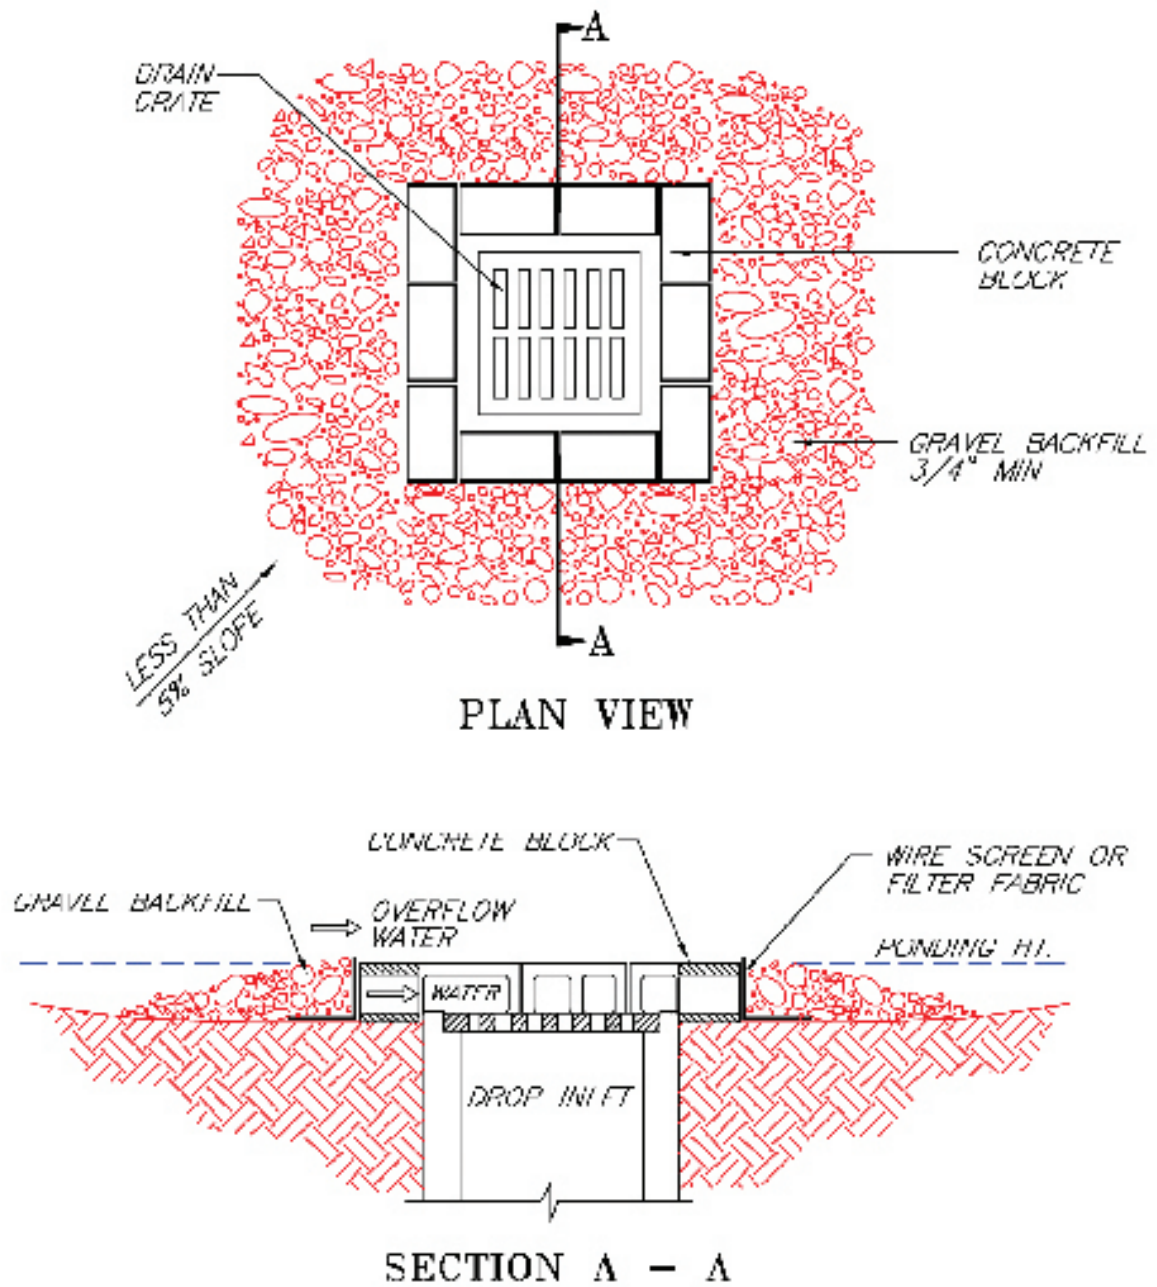 A
DRAIN
GRATE
CONCRETE
BLOCK
GRAVEL BACKFILL
3/4" MIN
LESS THAN
5% SLOPE
A
PLAN VIEW
CONCRETE BLOCK
WIRE SCREEN OR
FILTER FABRIC
GRAVEL BACKFILL
OVERFLOW
WATER
PONDING HT.
WATER
DROP INLET
SECTION A - A